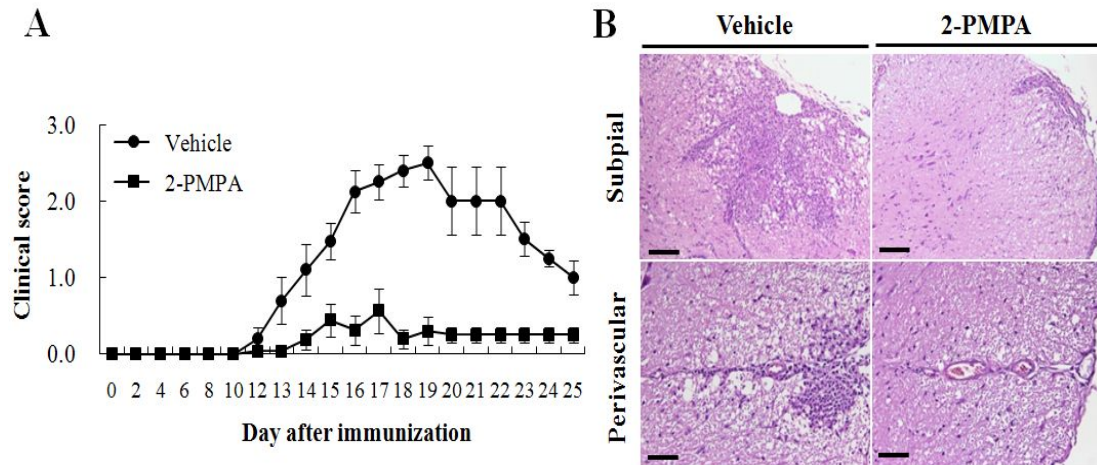 A
Clinical score
3.0
2.0
1.0
0.0
Vehicle
2-PMPA
0 2 4 6 8 10 12 13 14 15 16 17 18 19 20 21 22 23 24 25
Day after immunization
B
Vehicle 2-PMPA
Subpial
Perivascular